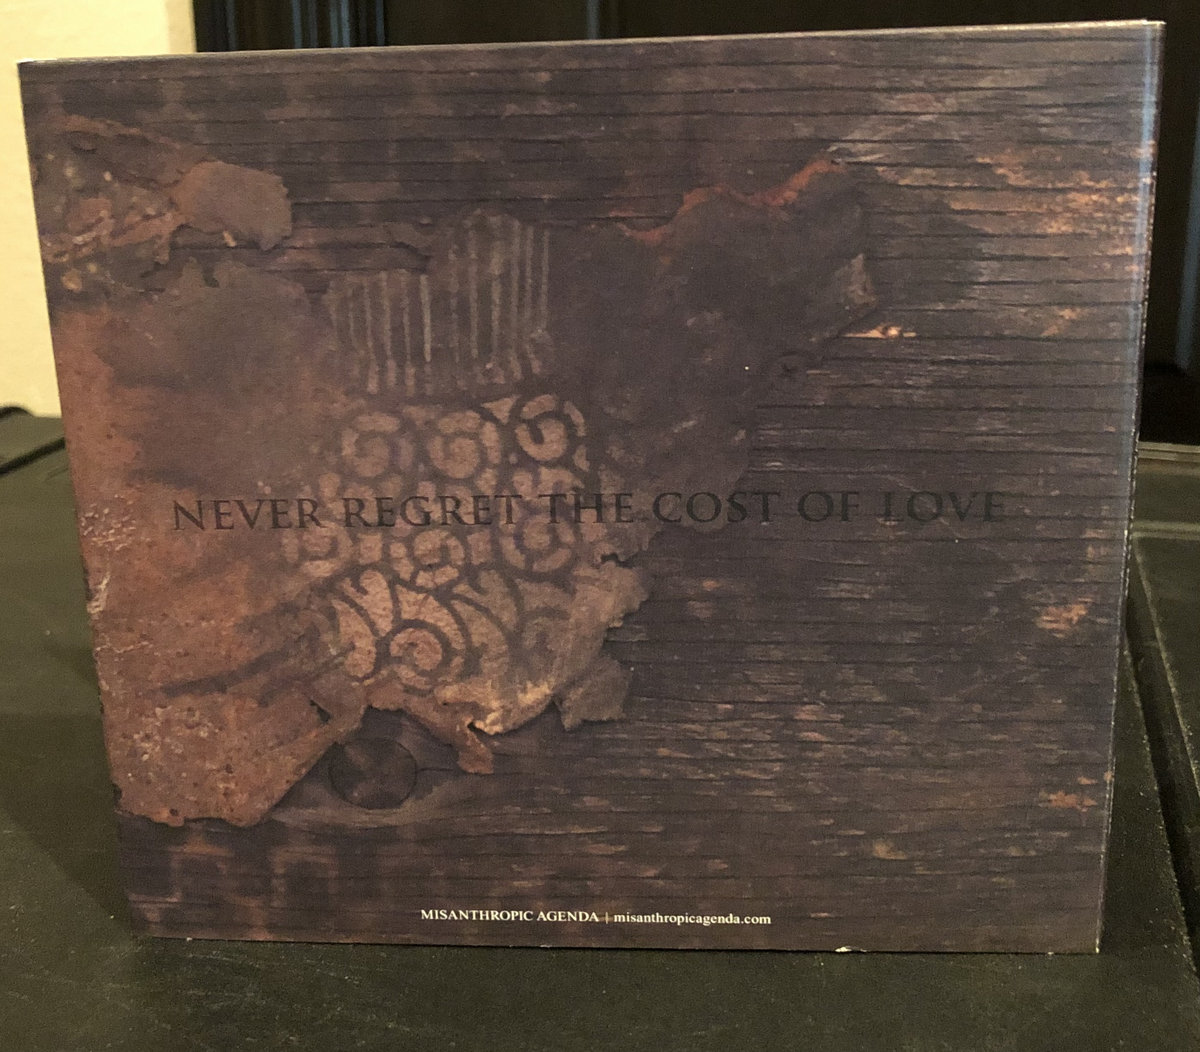 NEVER REGRET THE COST OF LOVE
MISANTHROPIC AGENDA | misanthropicagenda.com